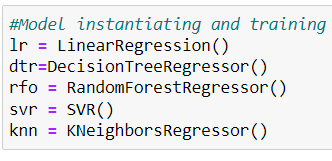 #Model instantiating and training
lr = LinearRegression()
dtr=DecisionTreeRegressor()
rfo = RandomForestRegressor()
svr = SVR()
knn = KNeighborsRegressor()